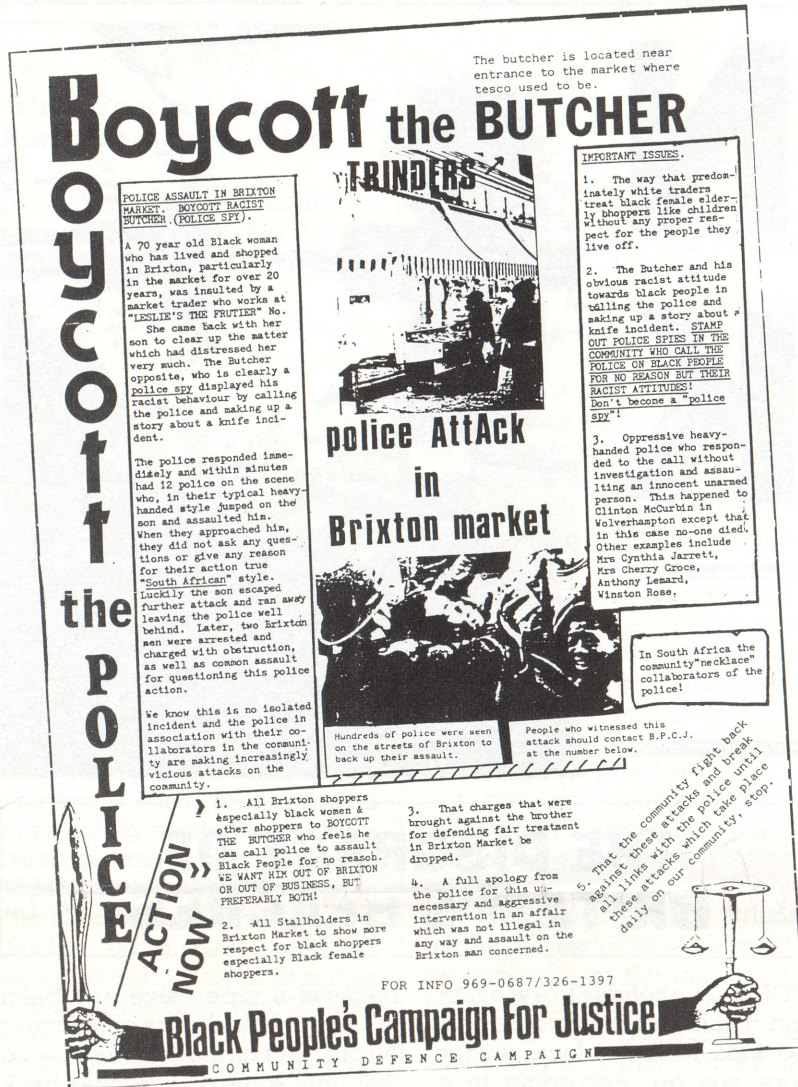 The butcher is located near
entrance to the market where
tesco used to be.
Boycott the BUTCHER
Boycott
the
POLICE
TRINDERS
POLICE ASSAULT IN BRIXTON
MARKET. BOYCOTT RACIST
BUTCHER.(POLICE SPY).
A 70 year old Black woman
who has lived and shopped
in Brixton, particularly
in the market for over 20
years, was insulted by a
market trader who works at
"LESLIE'S THE FRUTIER" No.
She came back with her
son to clear up the matter
which had distressed her
very much. The Butcher
opposite, who is clearly a
police spy displayed his
racist behaviour by calling
the police and making up a
story about a knife inci-
dent.
The police responded imme-
diately and within minutes
had 12 police on the scene
who, in their typical heavy-
handed style jumped on the
son and assaulted him.
When they approached him,
they did not ask any ques-
tions or give any reason
for their action true
"South African" style.
Luckily the son escaped
further attack and ran away
leaving the police well
behind. Later, two Brixton
men were arrested and
charged with obstruction,
as well as common assault
for questioning this police
action.
We know this is no isolated
incident and the police in
association with their co-
llaborators in the communi-
ty are making increasingly
vicious attacks on the
community.
police AttAck
in
Brixton market
Hundreds of police were seen
on the streets of Brixton to
back up their assault.
People who witnessed this
attack should contact B.P.C.J.
at the number below.
IMPORTANT ISSUES.
1. The way that predom-
inately white traders
treat black female elder-
ly bhoppers like children
without any proper res-
pect for the people they
live off.
2. The Butcher and his
obvious racist attitude
towards black people in
talling the police and
making up a story about a
knife incident. STAMP
OUT POLICE SPIES IN THE
COMMUNITY WHO CALL THE
POLICE ON BLACK PEOPLE
FOR NO REASON BUT THEIR
RACIST ATTITUDES!
Don't become a "police
spy"!
3. Oppressive heavy-
handed police who respon-
ded to the call without
investigation and assau-
lting an innocent unarmed
person. This happened to
Clinton McCurbin in
Wolverhampton except that
in this case no-one died.
Other examples include
Mrs Cynthia Jarrett,
Mrs Cherry Groce,
Anthony Lemard,
Winston Rose.
In South Africa the
community"necklace"
collaborators of the
police!
ACTION
NOW
1. All Brixton shoppers
especially black women &
other shoppers to BOYCOTT
THE BUTCHER who feels he
cam call police to assault
Black People for no reasoh.
WE WANT HIM OUT OF BRIXTON
OR OUT OF BUSINESS, BUT
PREFERABLY BOTH!
2. All Stallholders in
Brixton Market to show more
respect for black shoppers
especially Black female
shoppers.
3. That charges that were
brought against the brother
for defending fair treatment
in Brixton Market be
dropped.
4. A full apology from
the police for this un-
necessary and aggressive
intervention in an affair
which was not illegal in
any way and assault on the
Brixton man concerned.
5. That the community fight back
against these attacks and break
all links with the police until
these attacks which take place
daily on our community, stop.
FOR INFO 969-0687/326-1397
Black People's Campaign For Justice
COMMUNITY DEFENCE CAMPAIGN